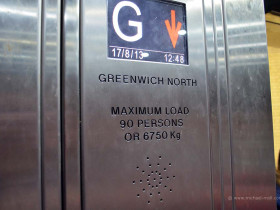 G
17/8/13 12:48
GREENWICH NORTH
MAXIMUM LOAD
90 PERSONS
OR 6750 Kg